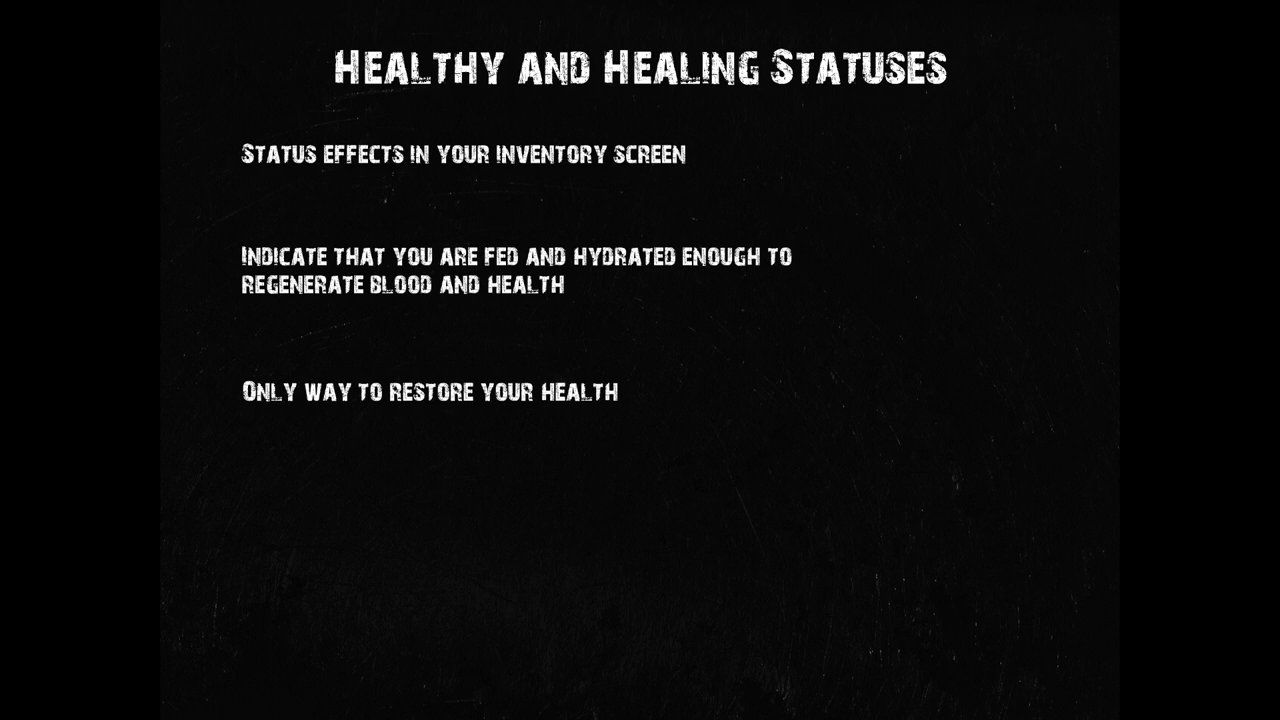 Healthy and Healing Statuses
Status effects in your inventory screen
Indicate that you are fed and hydrated enough to
regenerate blood and health
Only way to restore your health